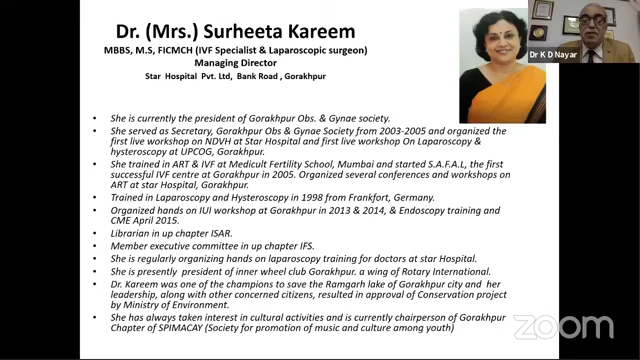 Dr. (Mrs.) Surheeta Kareem
MBBS, M.S, FICMCH (IVF Specialist & Laparoscopic surgeon)
Managing Director
Star Hospital Pvt. Ltd, Bank Road , Gorakhpur
Dr K D Nayar
• She is currently the president of Gorakhpur Obs. & Gynae society.
• She served as Secretary, Gorakhpur Obs & Gynae Society from 2003-2005 and organized the
first live workshop on NDVH at Star Hospital and first live workshop On Laparoscopy &
hysteroscopy at UPCOG, Gorakhpur.
• She trained in ART & IVF at Medicult Fertility School, Mumbai and started S.A.F.A.L, the first
successful IVF centre at Gorakhpur in 2005. Organized several conferences and workshops on
ART at star Hospital, Gorakhpur.
• Trained in Laparoscopy and Hysteroscopy in 1998 from Frankfort, Germany.
• Organized hands on IUI workshop at Gorakhpur in 2013 & 2014, & Endoscopy training and
CME April 2015.
• Librarian in up chapter ISAR.
• Member executive committee in up chapter IFS.
• She is regularly organizing hands on laparoscopy training for doctors at star Hospital.
• She is presently president of inner wheel club Gorakhpur. a wing of Rotary International.
• Dr. Kareem was one of the champions to save the Ramgarh lake of Gorakhpur city and her
leadership, along with other concerned citizens, resulted in approval of Conservation project
by Ministry of Environment.
• She has always taken interest in cultural activities and is currently chairperson of Gorakhpur
Chapter of SPIMACAY (Society for promotion of music and culture among youth)
zoom